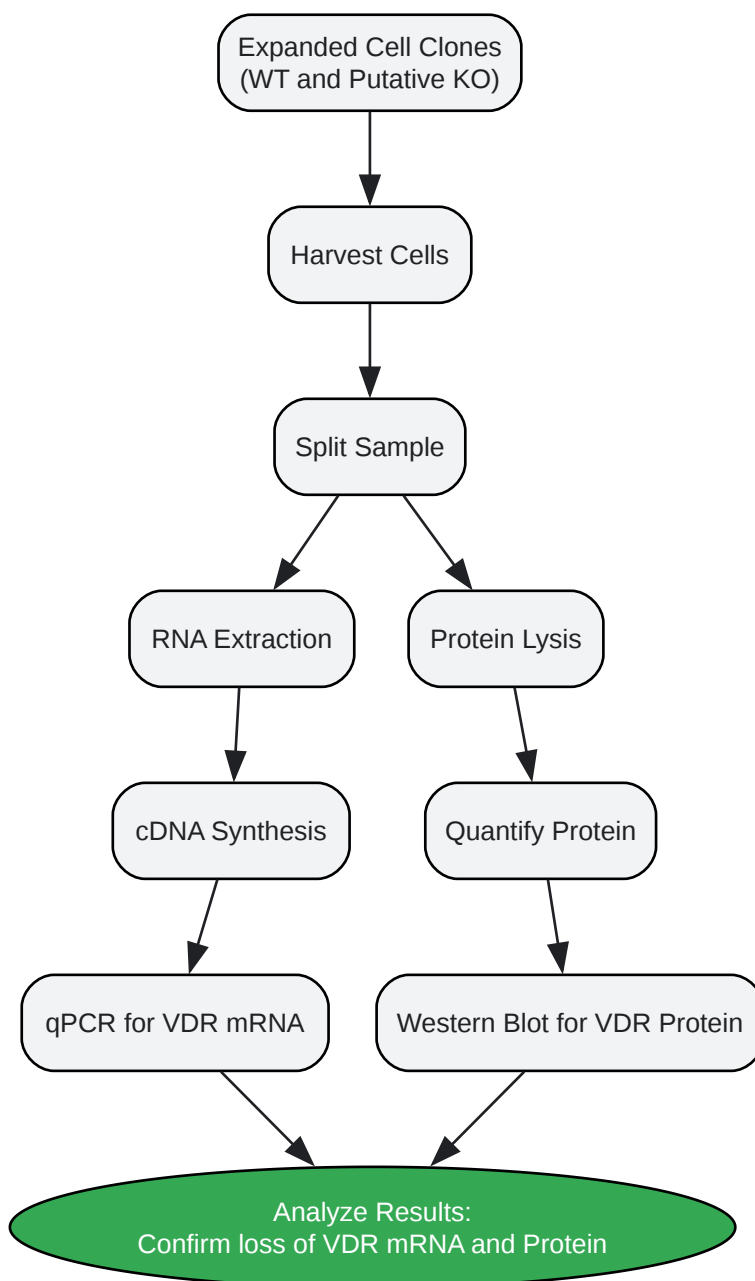 Expanded Cell Clones
(WT and Putative KO)
Harvest Cells
Split Sample
RNA Extraction
Protein Lysis
cDNA Synthesis
Quantify Protein
qPCR for VDR mRNA
Western Blot for VDR Protein
Analyze Results:
Confirm loss of VDR mRNA and Protein